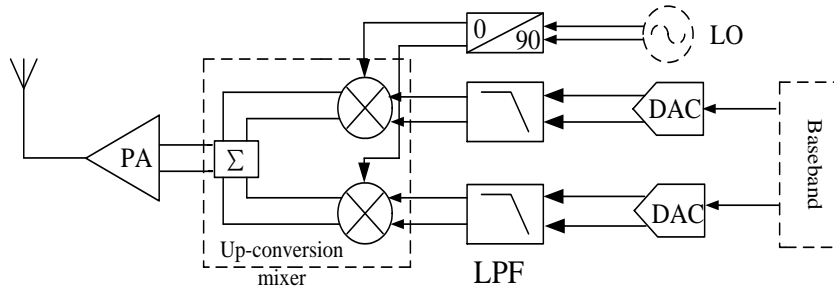 0
90
LO
DAC
PA
Σ
Baseband
DAC
Up-conversion
mixer
LPF